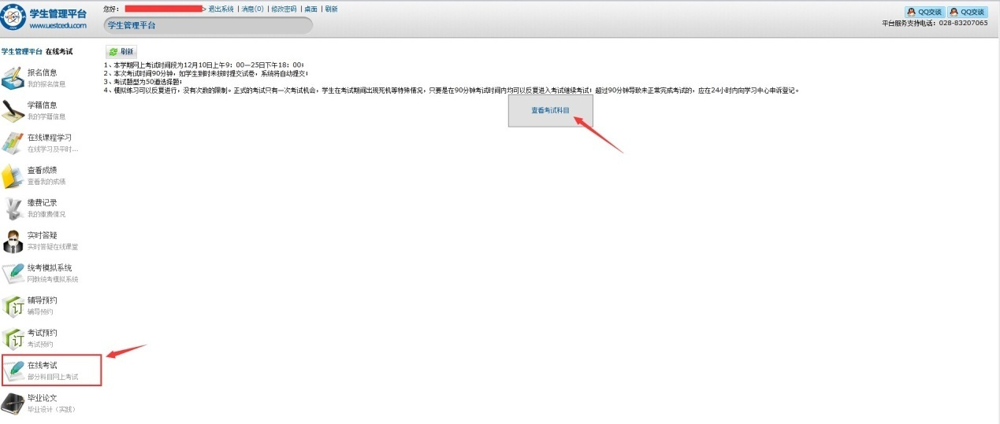 学生管理平台
www.uestcedu.com
您好： > 退出系统 | 消息(0) | 修改密码 | 桌面 | 刷新
学生管理平台
QQ交谈 QQ交谈
平台服务支持电话：028-83207065
学生管理平台 在线考试
刷新
1、本学期网上考试时间段为12月10日上午9：00—25日下午18：00；
2、本次考试时间90分钟，如学生到时未按时提交试卷，系统将自动提交；
3、考试题型为50道选择题；
4、模拟练习可以反复进行，没有次数的限制。正式的考试只有一次考试机会，学生在考试期间出现死机等特殊情况，只要是在90分钟考试时间内均可以反复进入考试继续考试；超过90分钟导致未正常完成考试的，应在24小时内向学习中心申诉登记。
查看考试科目
报名信息
我的报名信息
学籍信息
我的学籍信息
在线课程学习
在线学习及平时...
查看成绩
查看我的成绩
缴费记录
我的缴费情况
实时答疑
实时答疑在线课堂
统考模拟系统
网教统考模拟系统
订
辅导预约
辅导预约
订
考试预约
考试预约
在线考试
部分科目网上考试
毕业论文
毕业设计（实践）